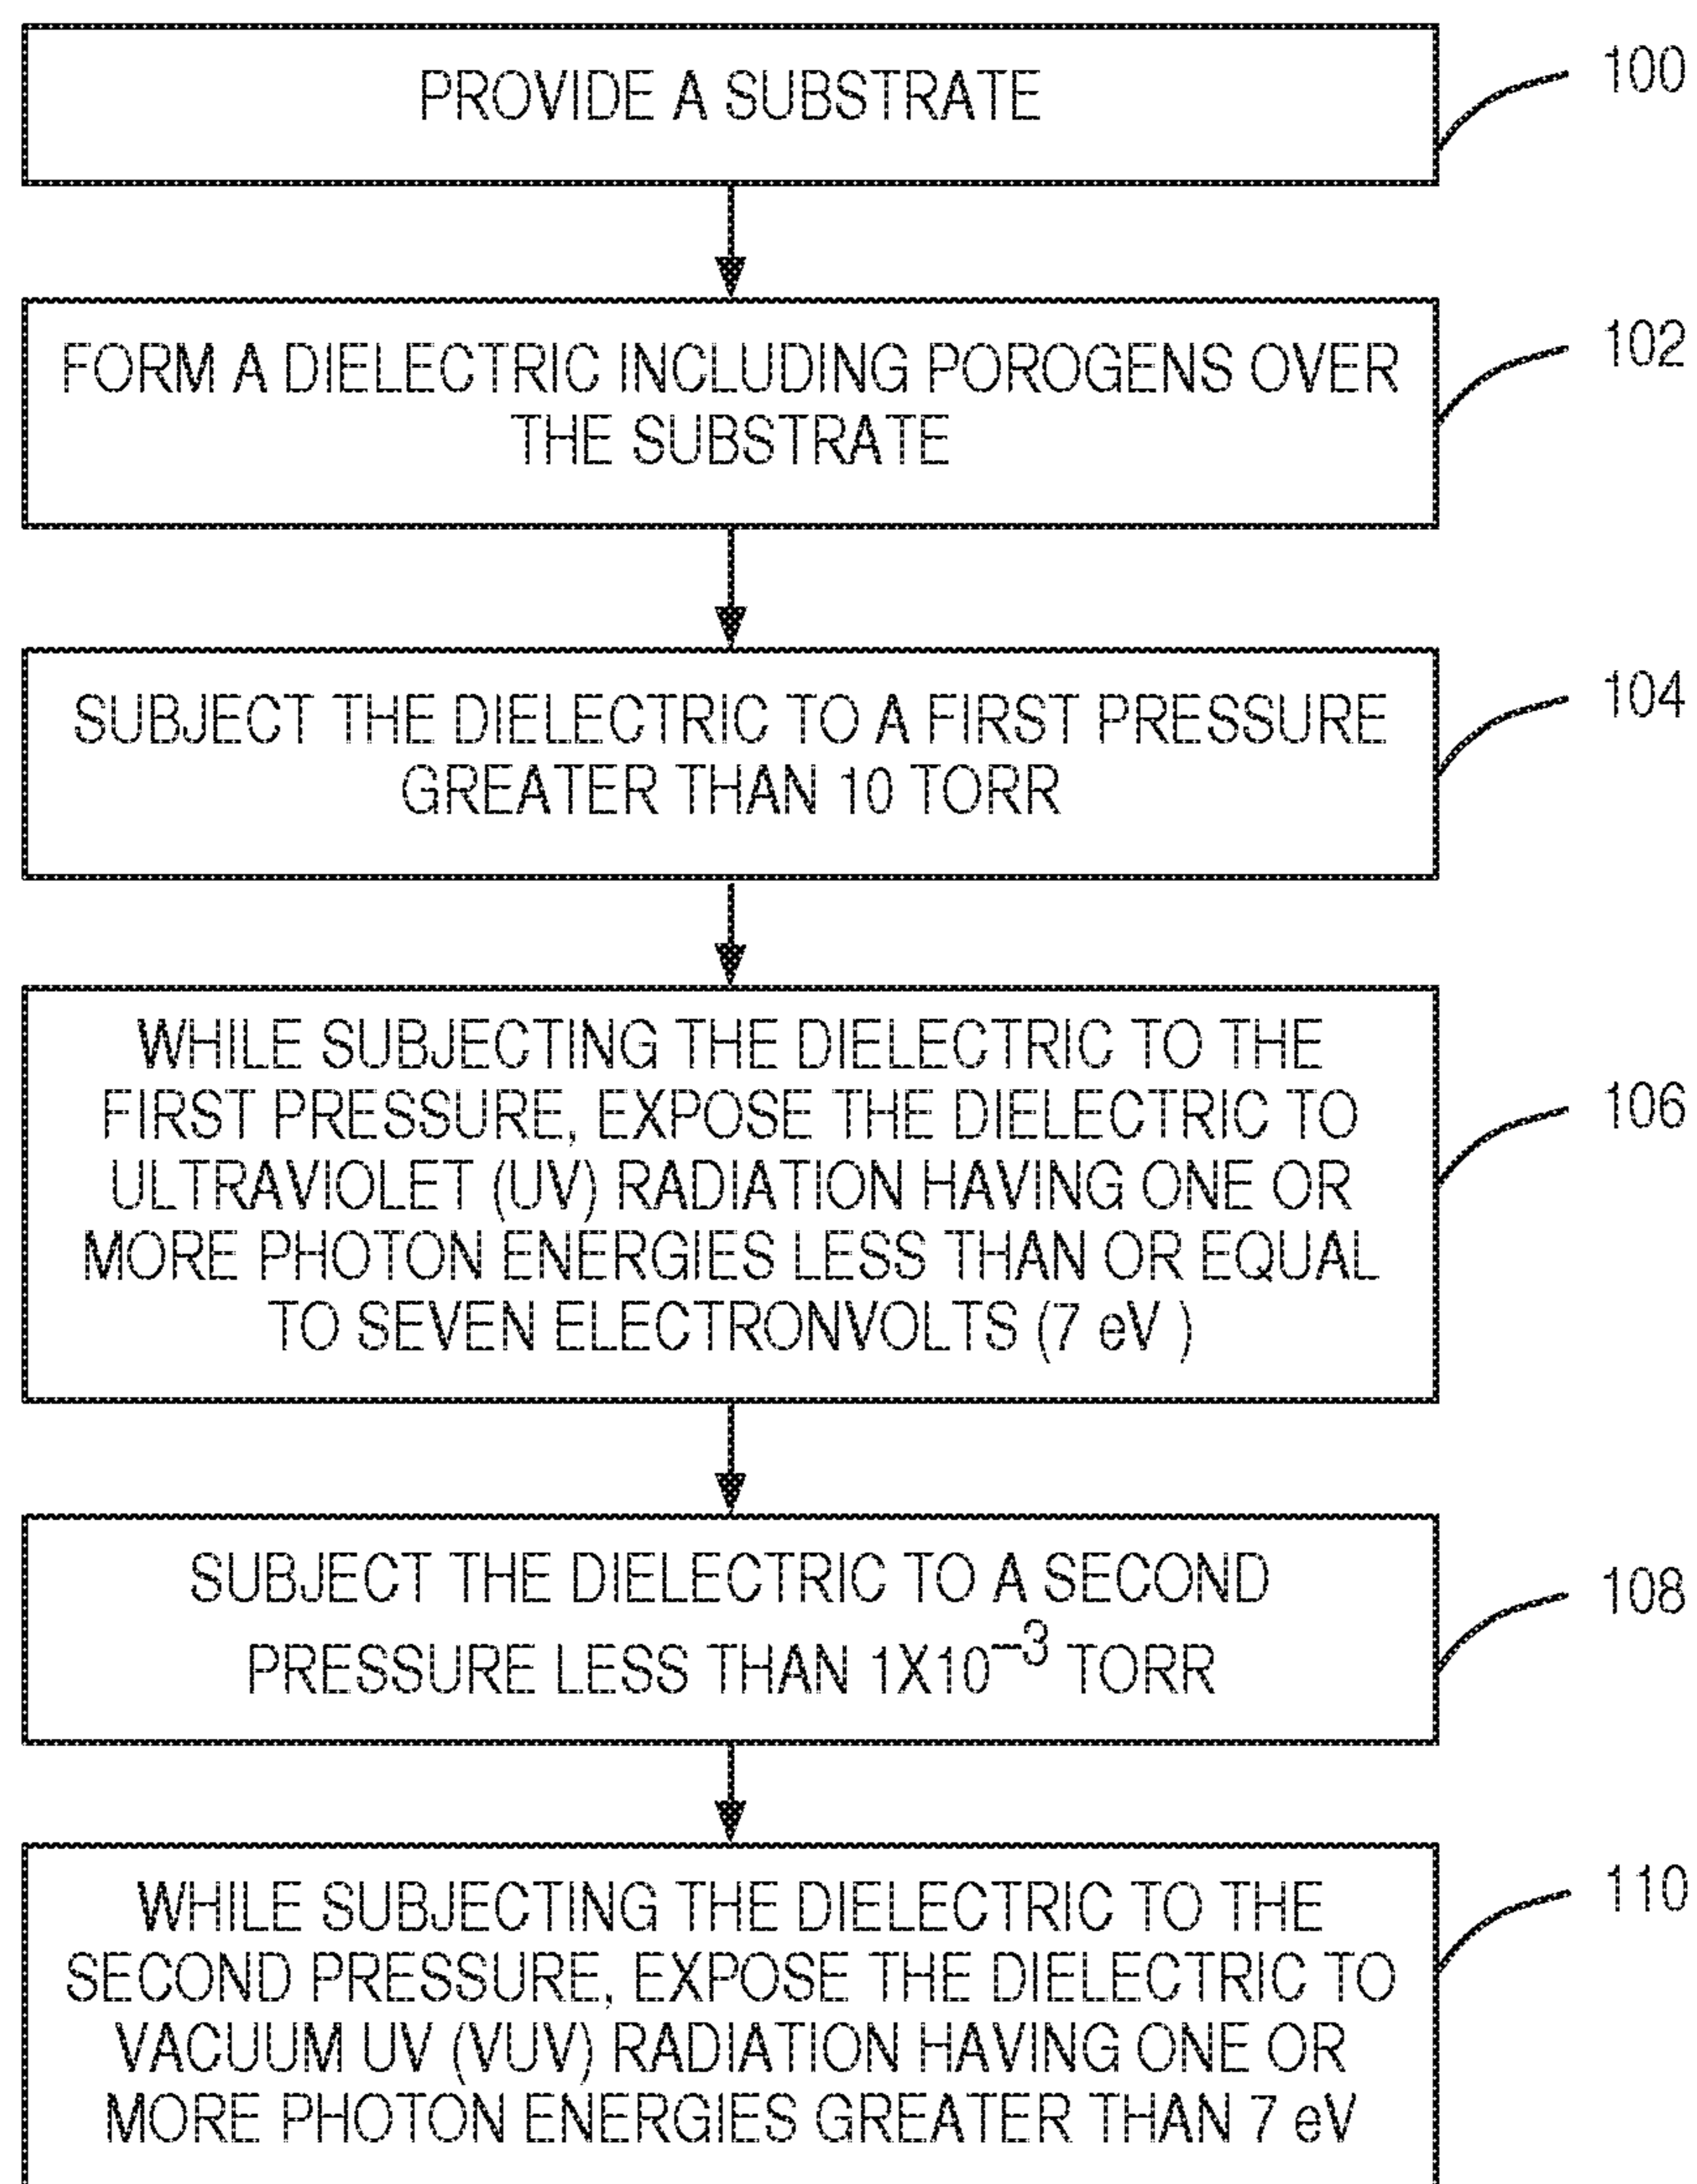 PROVIDE A SUBSTRATE
100
FORM A DIELECTRIC INCLUDING POROGENS OVER
THE SUBSTRATE
102
SUBJECT THE DIELECTRIC TO A FIRST PRESSURE
GREATER THAN 10 TORR
104
WHILE SUBJECTING THE DIELECTRIC TO THE
FIRST PRESSURE, EXPOSE THE DIELECTRIC TO
ULTRAVIOLET (UV) RADIATION HAVING ONE OR
MORE PHOTON ENERGIES LESS THAN OR EQUAL
TO SEVEN ELECTRONVOLTS (7 eV )
106
SUBJECT THE DIELECTRIC TO A SECOND
PRESSURE LESS THAN 1X10⁻³ TORR
108
WHILE SUBJECTING THE DIELECTRIC TO THE
SECOND PRESSURE, EXPOSE THE DIELECTRIC TO
VACUUM UV (VUV) RADIATION HAVING ONE OR
MORE PHOTON ENERGIES GREATER THAN 7 eV
110